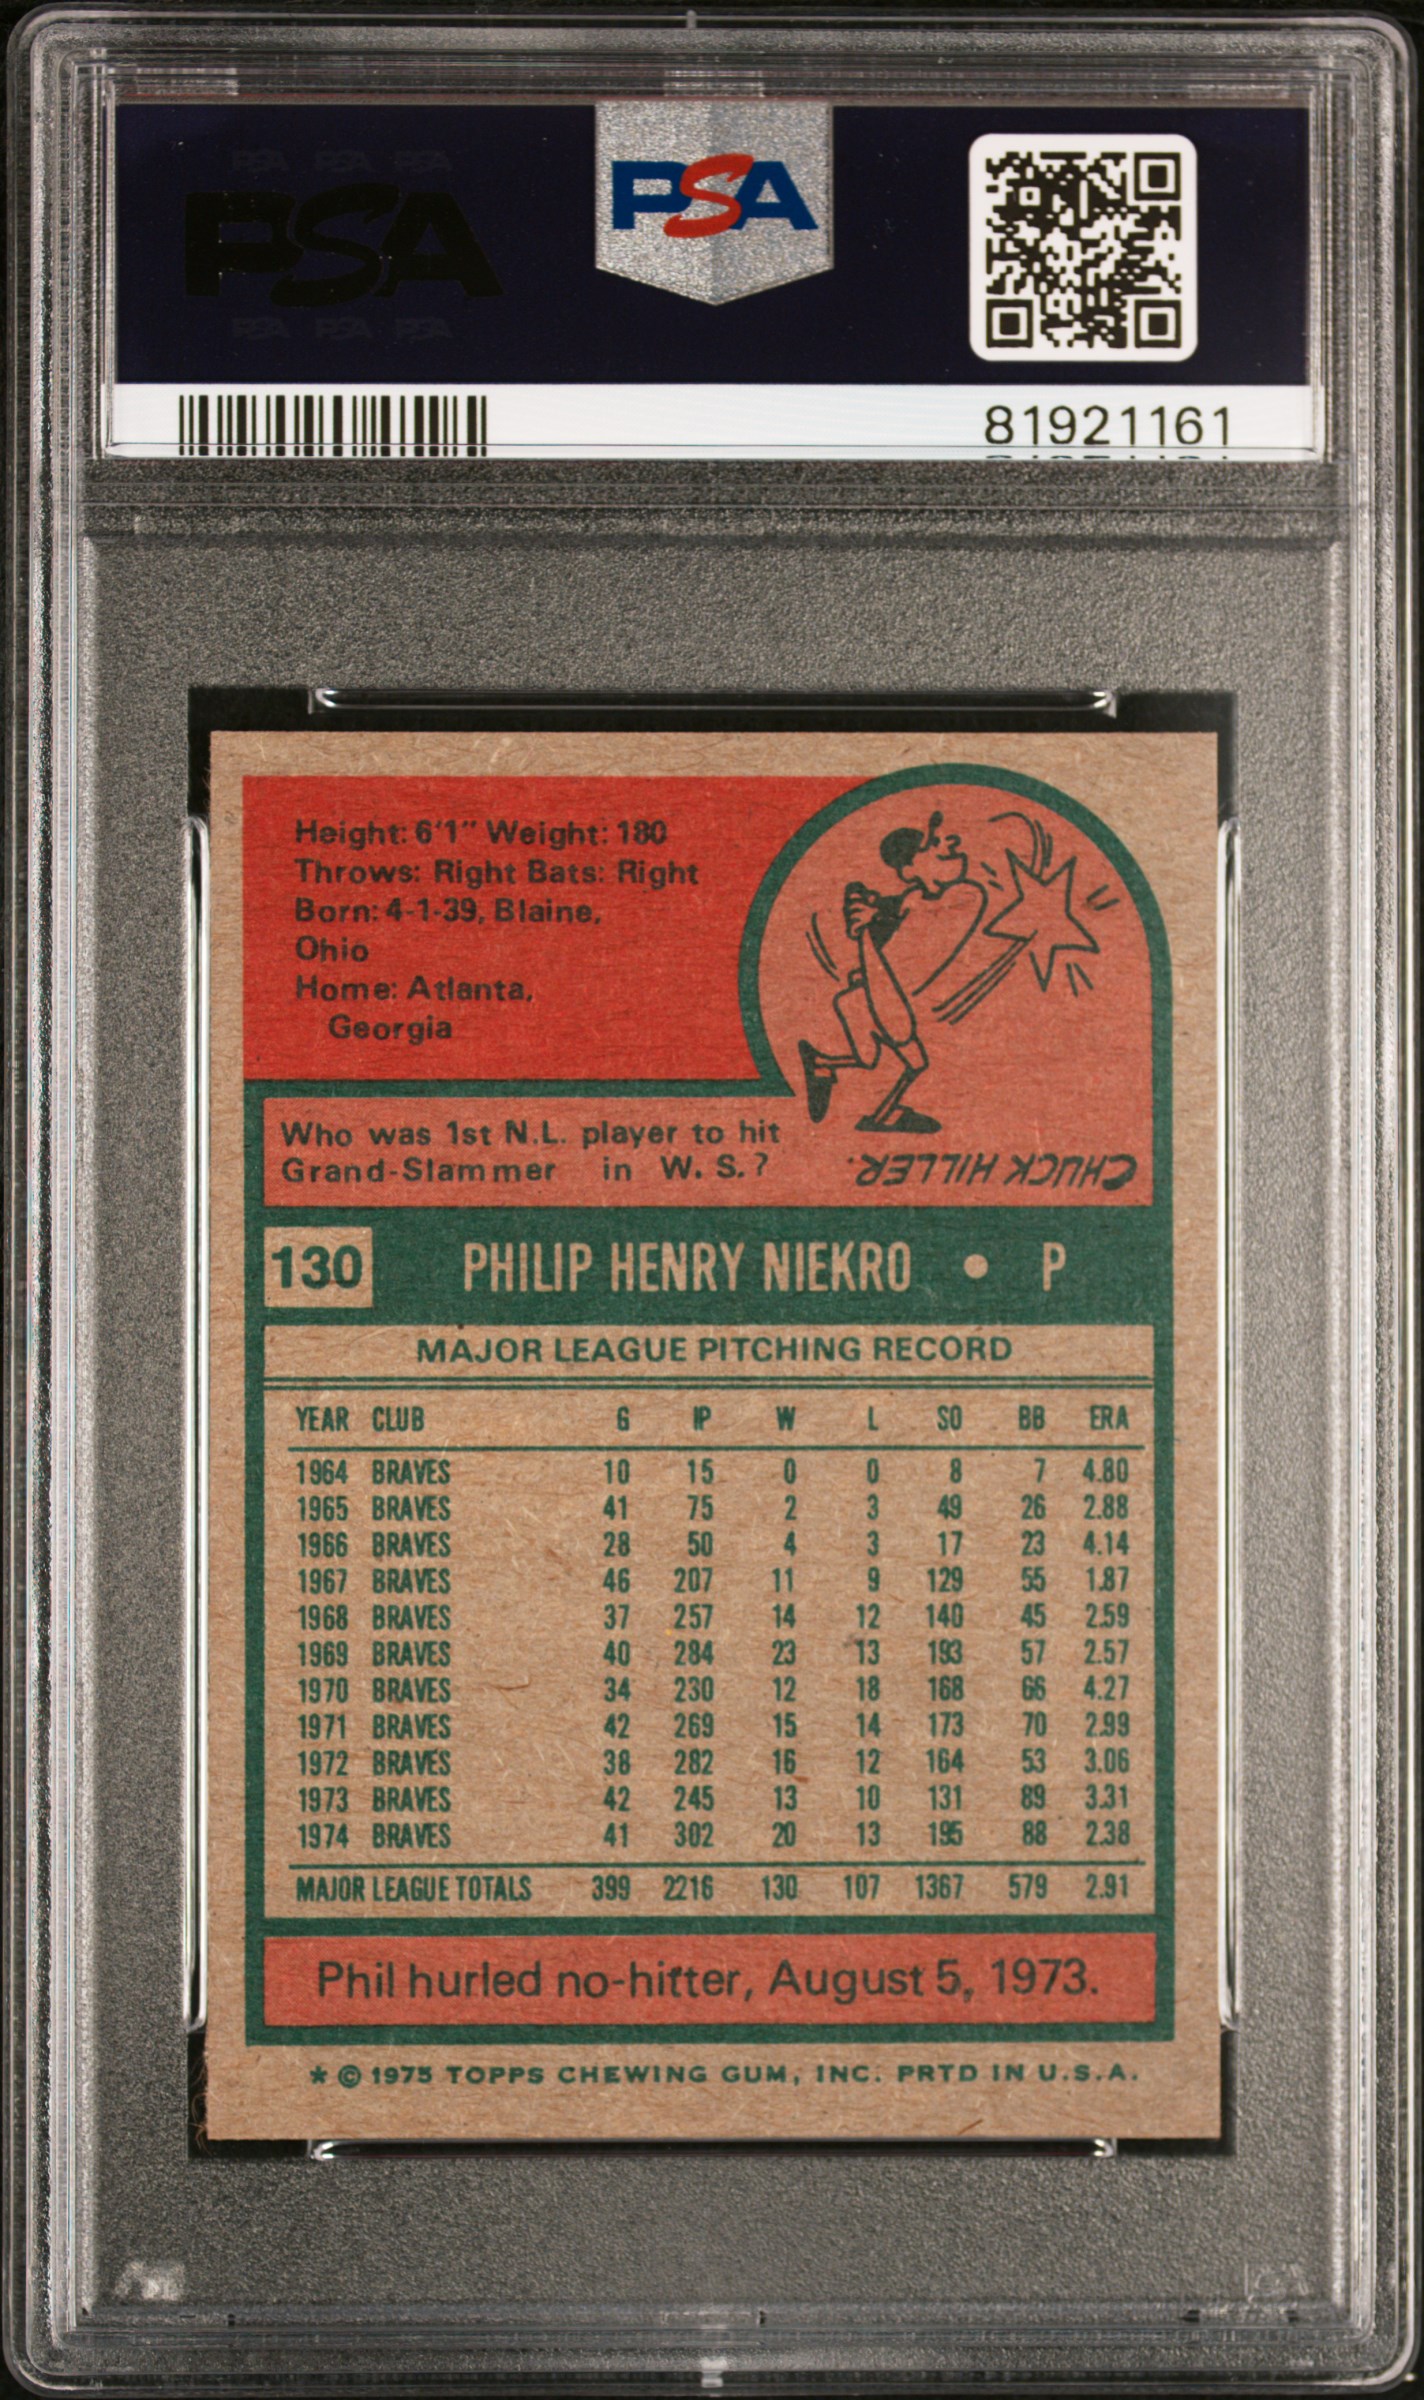 PSA PSA PSA
PSA
PSA PSA PSA
PSA
81921161
Height: 6'1" Weight: 180
Throws: Right Bats: Right
Born: 4-1-39, Blaine,
Ohio
Home: Atlanta,
Georgia
Who was 1st N.L. player to hit
Grand-Slammer in W. S.?
CHUCK HILLER.
130 PHILIP HENRY NIEKRO • P
MAJOR LEAGUE PITCHING RECORD
YEAR CLUB G IP W L SO BB ERA
1964 BRAVES 10 15 0 0 8 7 4.80
1965 BRAVES 41 75 2 3 49 26 2.88
1966 BRAVES 28 50 4 3 17 23 4.14
1967 BRAVES 46 207 11 9 129 55 1.87
1968 BRAVES 37 257 14 12 140 45 2.59
1969 BRAVES 40 284 23 13 193 57 2.57
1970 BRAVES 34 230 12 18 168 66 4.27
1971 BRAVES 42 269 15 14 173 70 2.99
1972 BRAVES 38 282 16 12 164 53 3.06
1973 BRAVES 42 245 13 10 131 89 3.31
1974 BRAVES 41 302 20 13 195 88 2.38
MAJOR LEAGUE TOTALS 399 2216 130 107 1367 579 2.91
Phil hurled no-hitter, August 5, 1973.
* © 1975 TOPPS CHEWING GUM, INC. PRTD IN U.S.A.